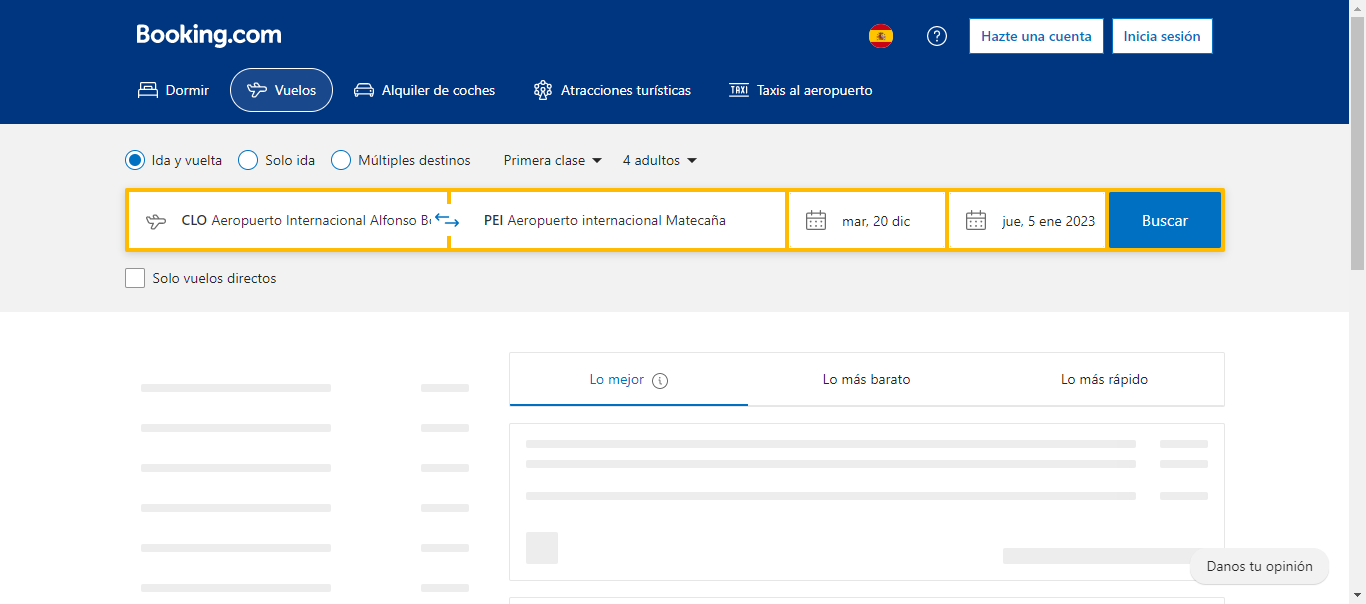 Booking.com
Hazte una cuenta
Inicia sesión
Dormir
Vuelos
Alquiler de coches
Atracciones turísticas
TAXI
Taxis al aeropuerto
Ida y vuelta
Solo ida
Múltiples destinos
Primera clase
4 adultos
CLO Aeropuerto Internacional Alfonso Bo
PEI Aeropuerto internacional Matecaña
mar, 20 dic
jue, 5 ene 2023
Buscar
Solo vuelos directos
Lo mejor
Lo más barato
Lo más rápido
Danos tu opinión